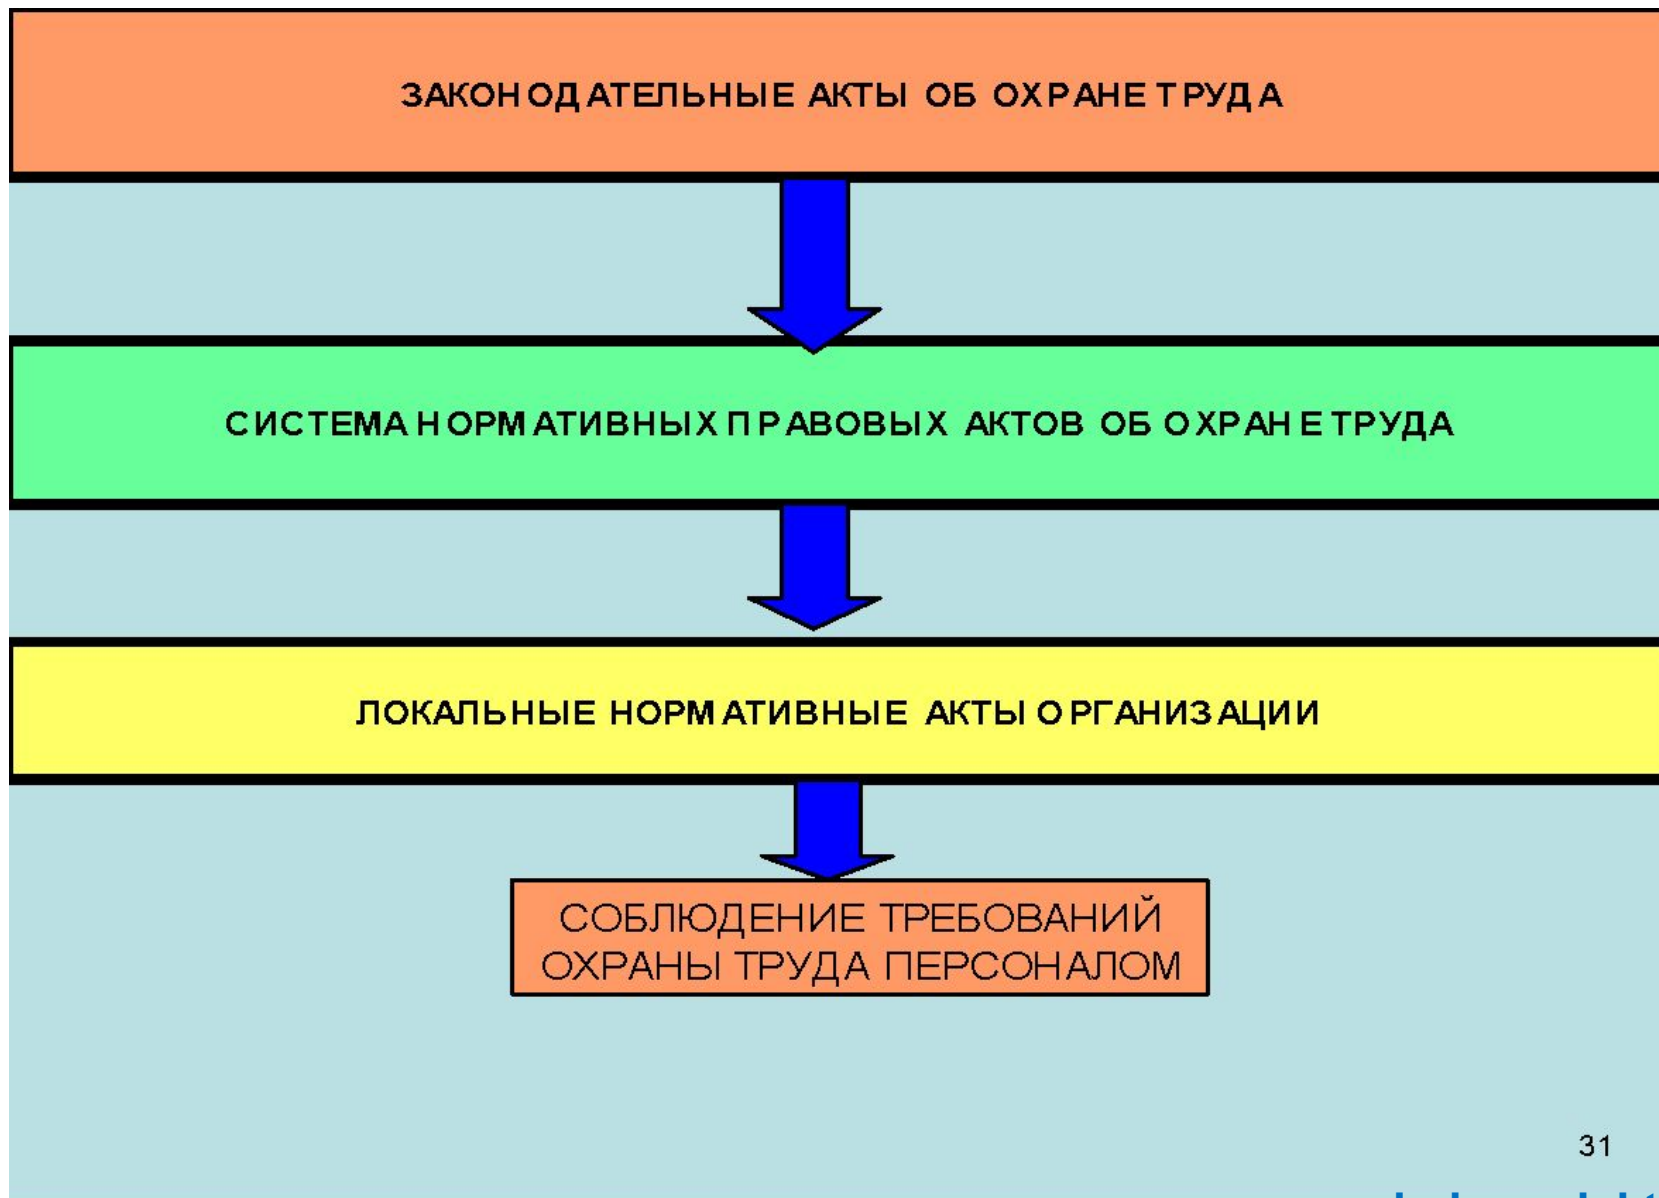 ЗАКОНОДАТЕЛЬНЫЕ АКТЫ ОБ ОХРАНЕ ТРУДА
СИСТЕМА НОРМАТИВНЫХ ПРАВОВЫХ АКТОВ ОБ ОХРАНЕ ТРУДА
ЛОКАЛЬНЫЕ НОРМАТИВНЫЕ АКТЫ ОРГАНИЗАЦИИ
СОБЛЮДЕНИЕ ТРЕБОВАНИЙ
ОХРАНЫ ТРУДА ПЕРСОНАЛОМ
31